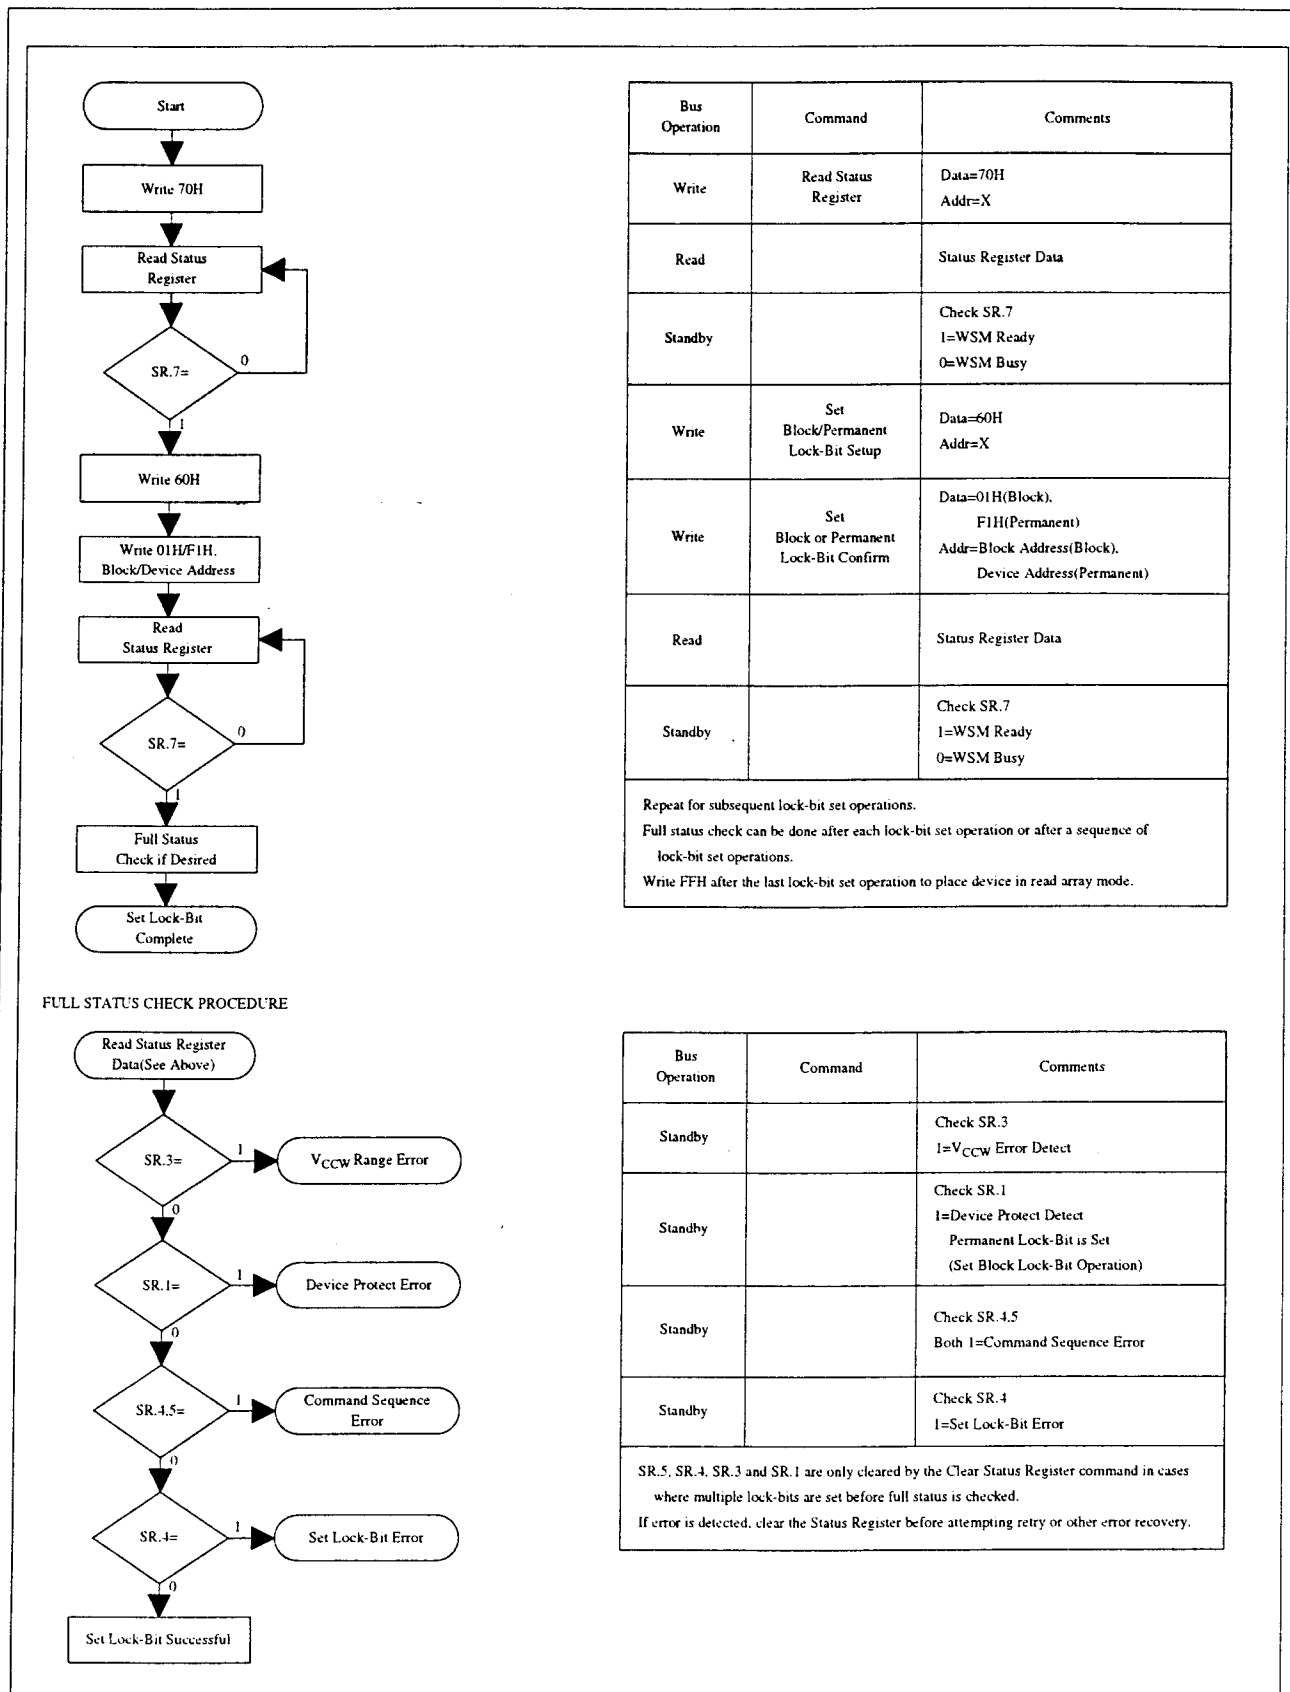 Start
Write 70H
Read Status
Register
SR.7=
0
1
Write 60H
Write 01H/F1H.
Block/Device Address
Read
Status Register
SR.7=
0
1
Full Status
Check if Desired
Set Lock-Bit
Complete
Bus
Operation
Command
Comments
Write
Read Status
Register
Data=70H
Addr=X
Read
Status Register Data
Standby
Check SR.7
1=WSM Ready
0=WSM Busy
Write
Set
Block/Permanent
Lock-Bit Setup
Data=60H
Addr=X
Write
Set
Block or Permanent
Lock-Bit Confirm
Data=01H(Block).
F1H(Permanent)
Addr=Block Address(Block).
Device Address(Permanent)
Read
Status Register Data
Standby
Check SR.7
1=WSM Ready
0=WSM Busy
Repeat for subsequent lock-bit set operations.
Full status check can be done after each lock-bit set operation or after a sequence of
lock-bit set operations.
Write FFH after the last lock-bit set operation to place device in read array mode.
FULL STATUS CHECK PROCEDURE
Read Status Register
Data(See Above)
SR.3=
1
VCCW Range Error
0
SR.1=
1
Device Protect Error
0
SR.4.5=
1
Command Sequence
Error
0
SR.4=
1
Set Lock-Bit Error
0
Set Lock-Bit Successful
Bus
Operation
Command
Comments
Standby
Check SR.3
1=VCCW Error Detect
Standby
Check SR.1
1=Device Protect Detect
Permanent Lock-Bit is Set
(Set Block Lock-Bit Operation)
Standby
Check SR.4.5
Both 1=Command Sequence Error
Standby
Check SR.4
1=Set Lock-Bit Error
SR.5, SR.4, SR.3 and SR.1 are only cleared by the Clear Status Register command in cases
where multiple lock-bits are set before full status is checked.
If error is detected, clear the Status Register before attempting retry or other error recovery.